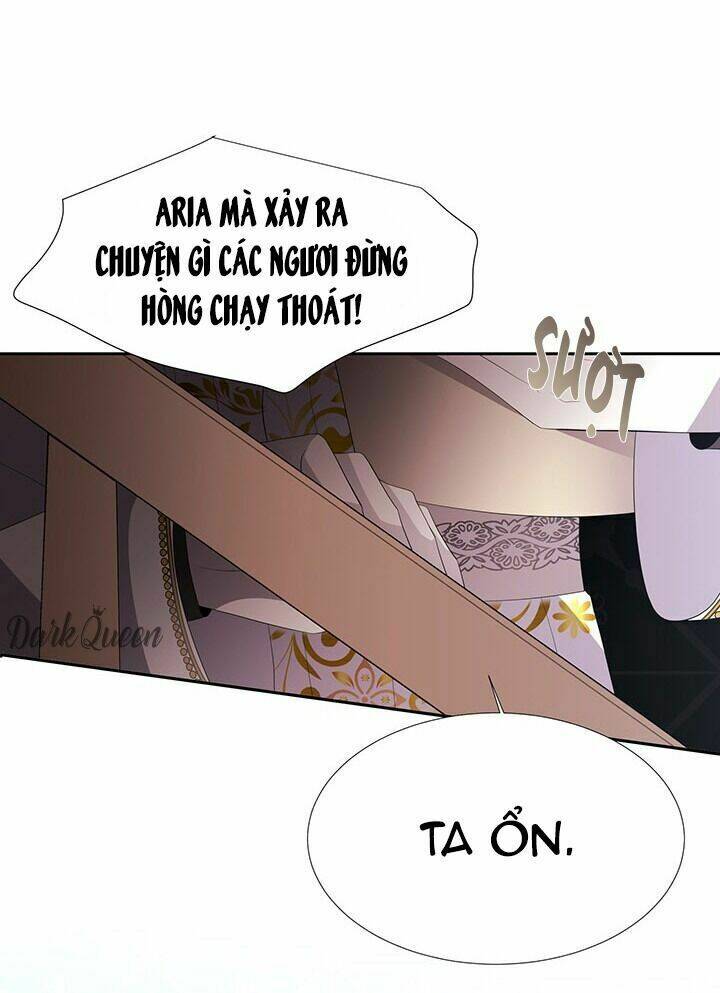 ARIA MÀ XẢY RA
CHUYỆN GÌ CÁC NGƯƠI ĐỪNG
HÒNG CHẠY THOÁT!
SƯỢT
DarkQueen
TA ỔN.